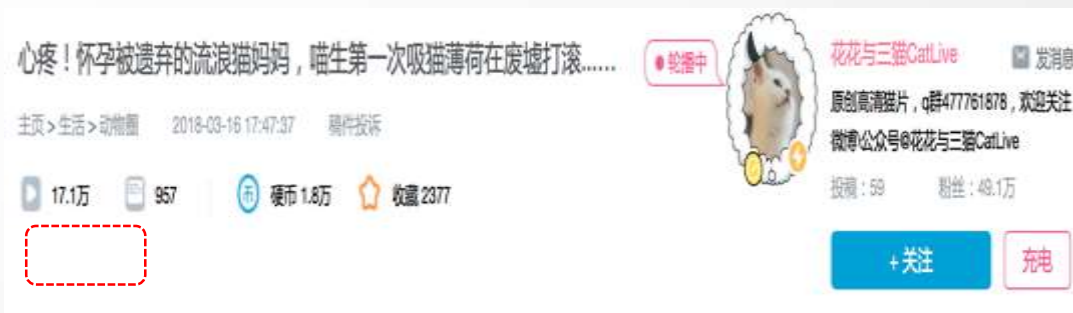 心疼！怀孕被遗弃的流浪猫妈妈，喵生第一次吸猫薄荷在废墟打滚......
主页>生活>动物圈 2018-03-16 17:47:37 稿件投诉
17.1万 957 硬币 1.8万 收藏 2377
轮播中
花花与三猫CatLive 发消息
原创高清猫片，q群477761878，欢迎关注
微博\公众号@花花与三猫CatLive
投稿：59 粉丝：49.1万
+关注 充电